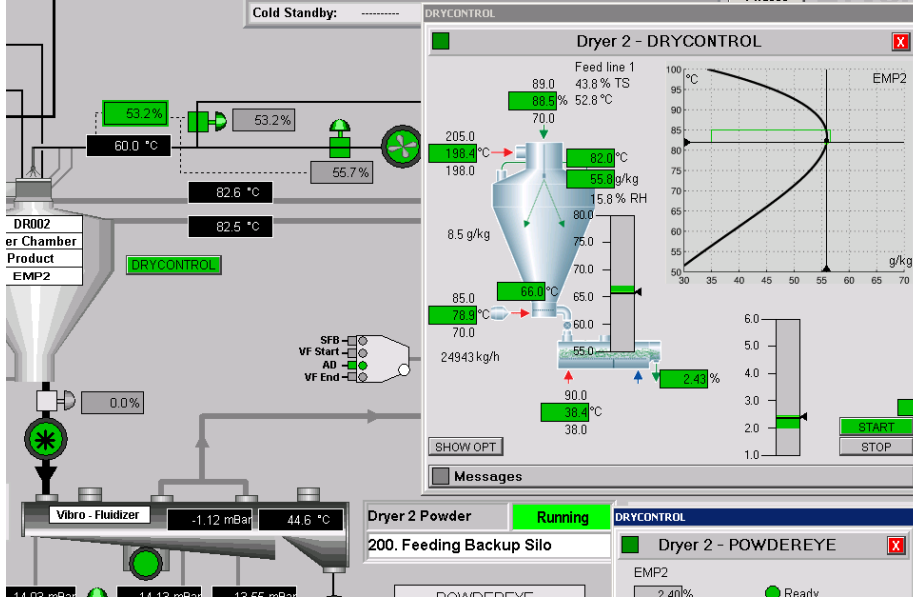 Cold Standby: ----------
DRYCONTROL
Dryer 2 - DRYCONTROL
X
53.2%
53.2%
60.0 °C
55.7%
82.6 °C
82.5 °C
DR002
er Chamber
Product
EMP2
DRYCONTROL
SFB
VF Start
AD
VF End
0.0%
Vibro - Fluidizer
-1.12 mBar
44.6 °C
-14.13 mBar
Feed line 1
89.0
43.8% TS
88.5%
52.8 °C
70.0
205.0
198.4 °C
198.0
82.0 °C
55.8 g/kg
15.8 % RH
8.5 g/kg
80.0
75.0
70.0
65.0
60.0
55.0
66.0 °C
85.0
78.9 °C
70.0
24943 kg/h
2.43 %
90.0
38.4 °C
38.0
100
95
90
85
80
75
70
65
60
55
50
°C
EMP2
g/kg
30 35 40 45 50 55 60 65 70
6.0
5.0
4.0
3.0
2.0
1.0
START
STOP
SHOW OPT
Messages
Dryer 2 Powder
Running
200. Feeding Backup Silo
POWDEREYE
DRYCONTROL
Dryer 2 - POWDEREYE
X
EMP2
2.40 %
Ready